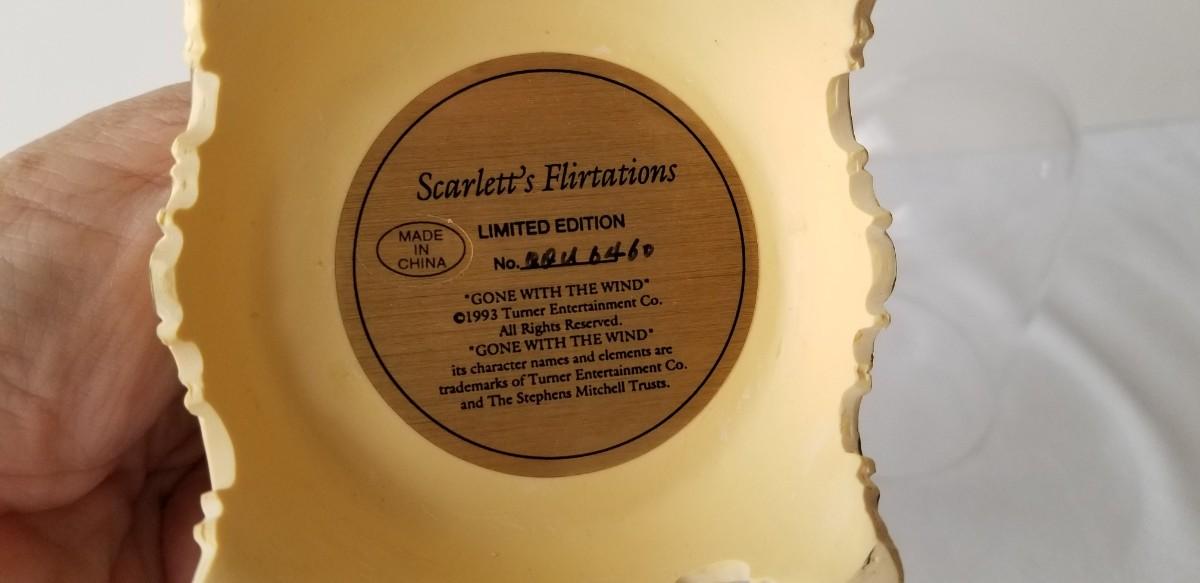 Scarlett's Flirtations
MADE
IN
CHINA
LIMITED EDITION
No.
"GONE WITH THE WIND"
©1993 Turner Entertainment Co.
All Rights Reserved.
"GONE WITH THE WIND"
its character names and elements are
trademarks of Turner Entertainment Co.
and The Stephens Mitchell Trusts.